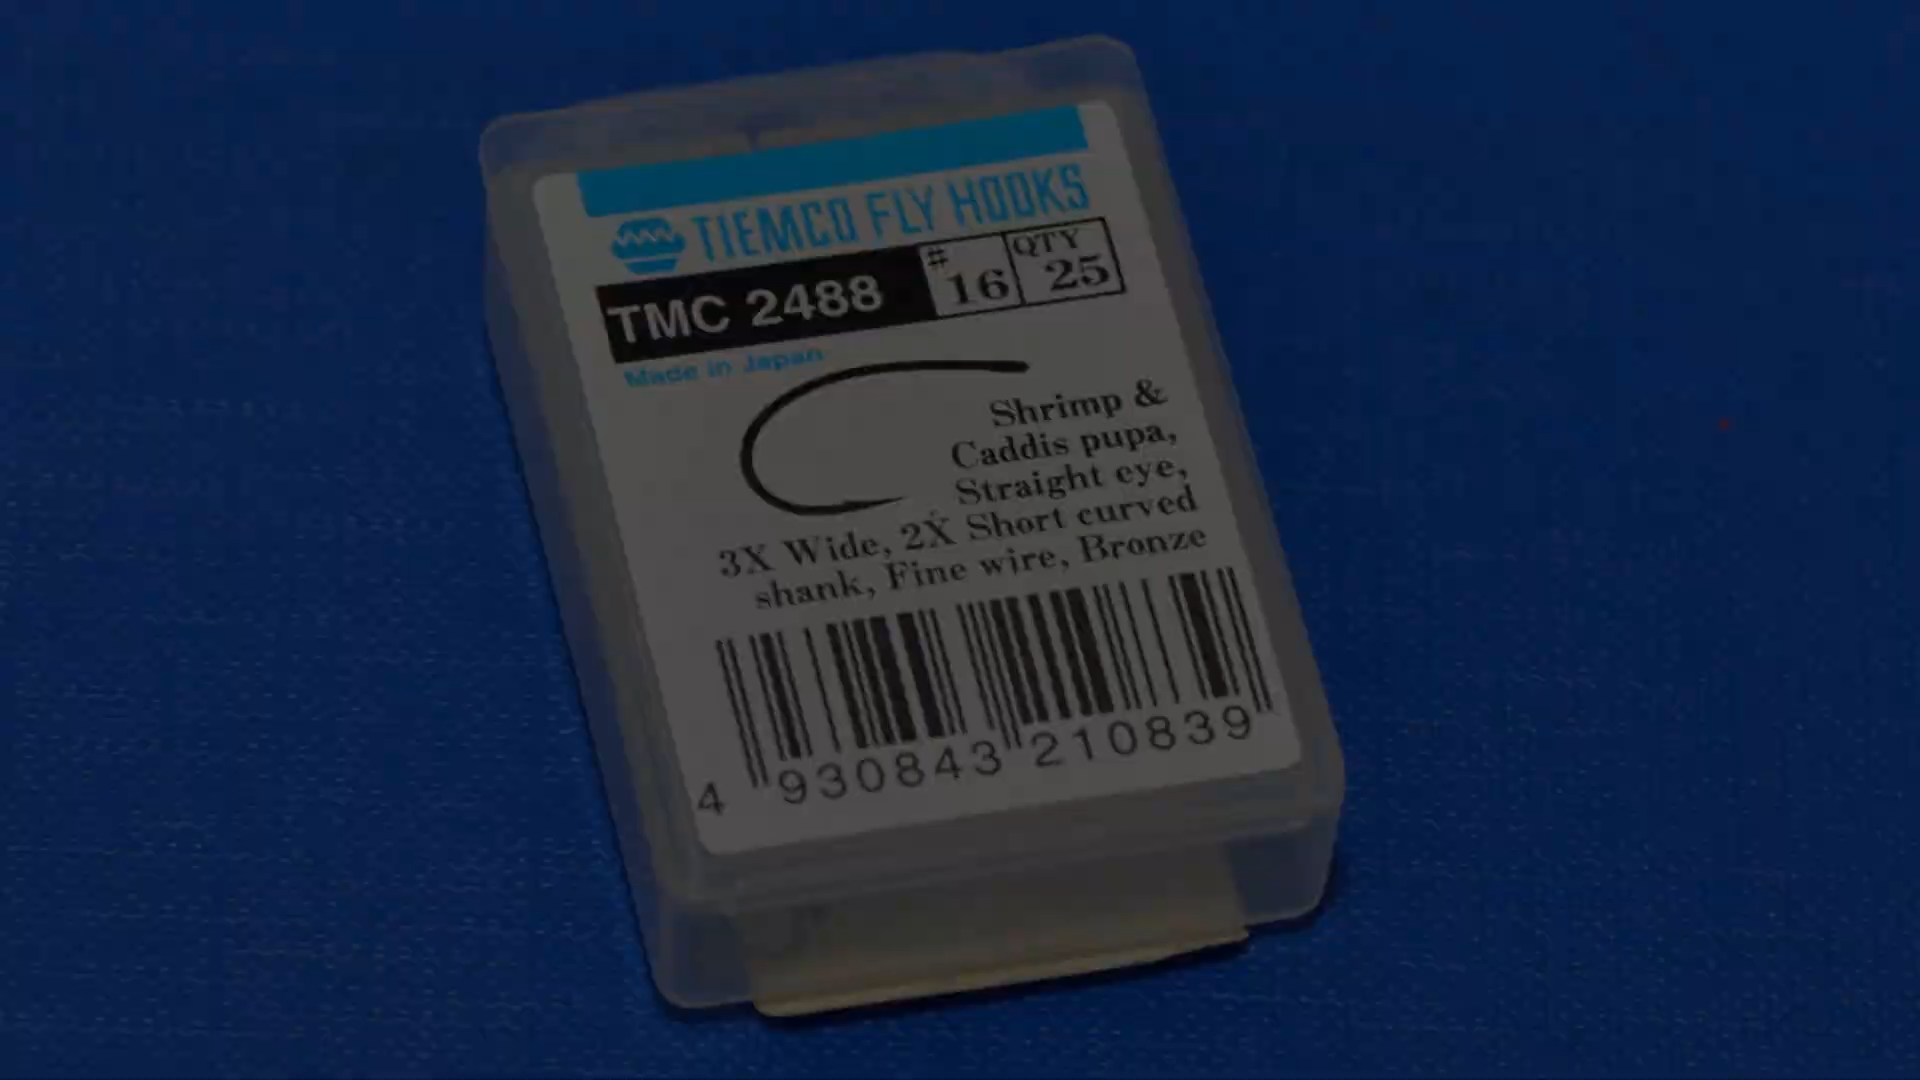 TIEMCO FLY HOOKS
TMC 2488 # 16 QTY 25
Made in Japan
Shrimp &
Caddis pupa,
Straight eye,
3X Wide, 2X Short curved
shank, Fine wire, Bronze
4 930843 210839